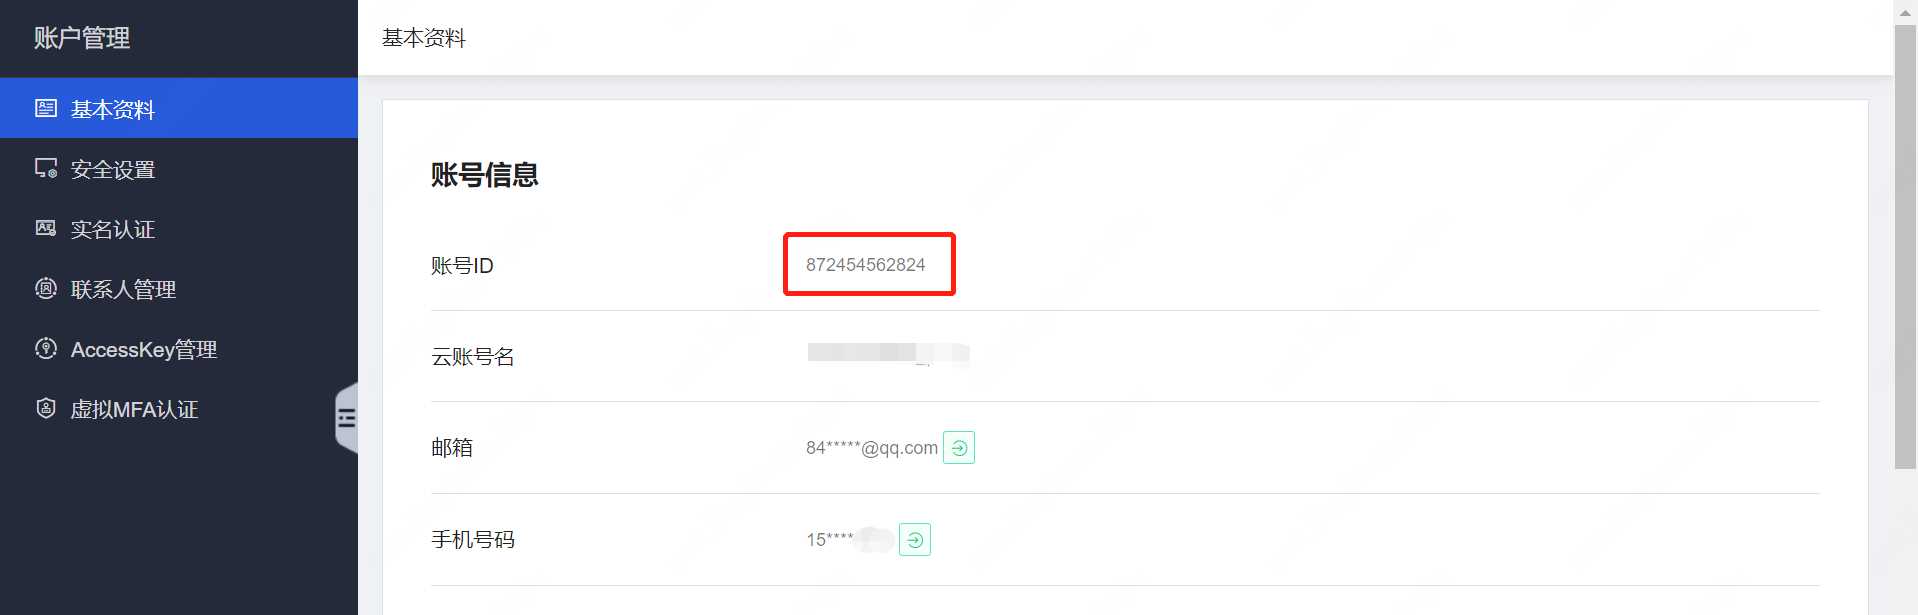 账户管理
基本资料
安全设置
实名认证
联系人管理
AccessKey管理
虚拟MFA认证
基本资料
账号信息
账号ID 872454562824
云账号名
邮箱 84*****@qq.com
手机号码 15****